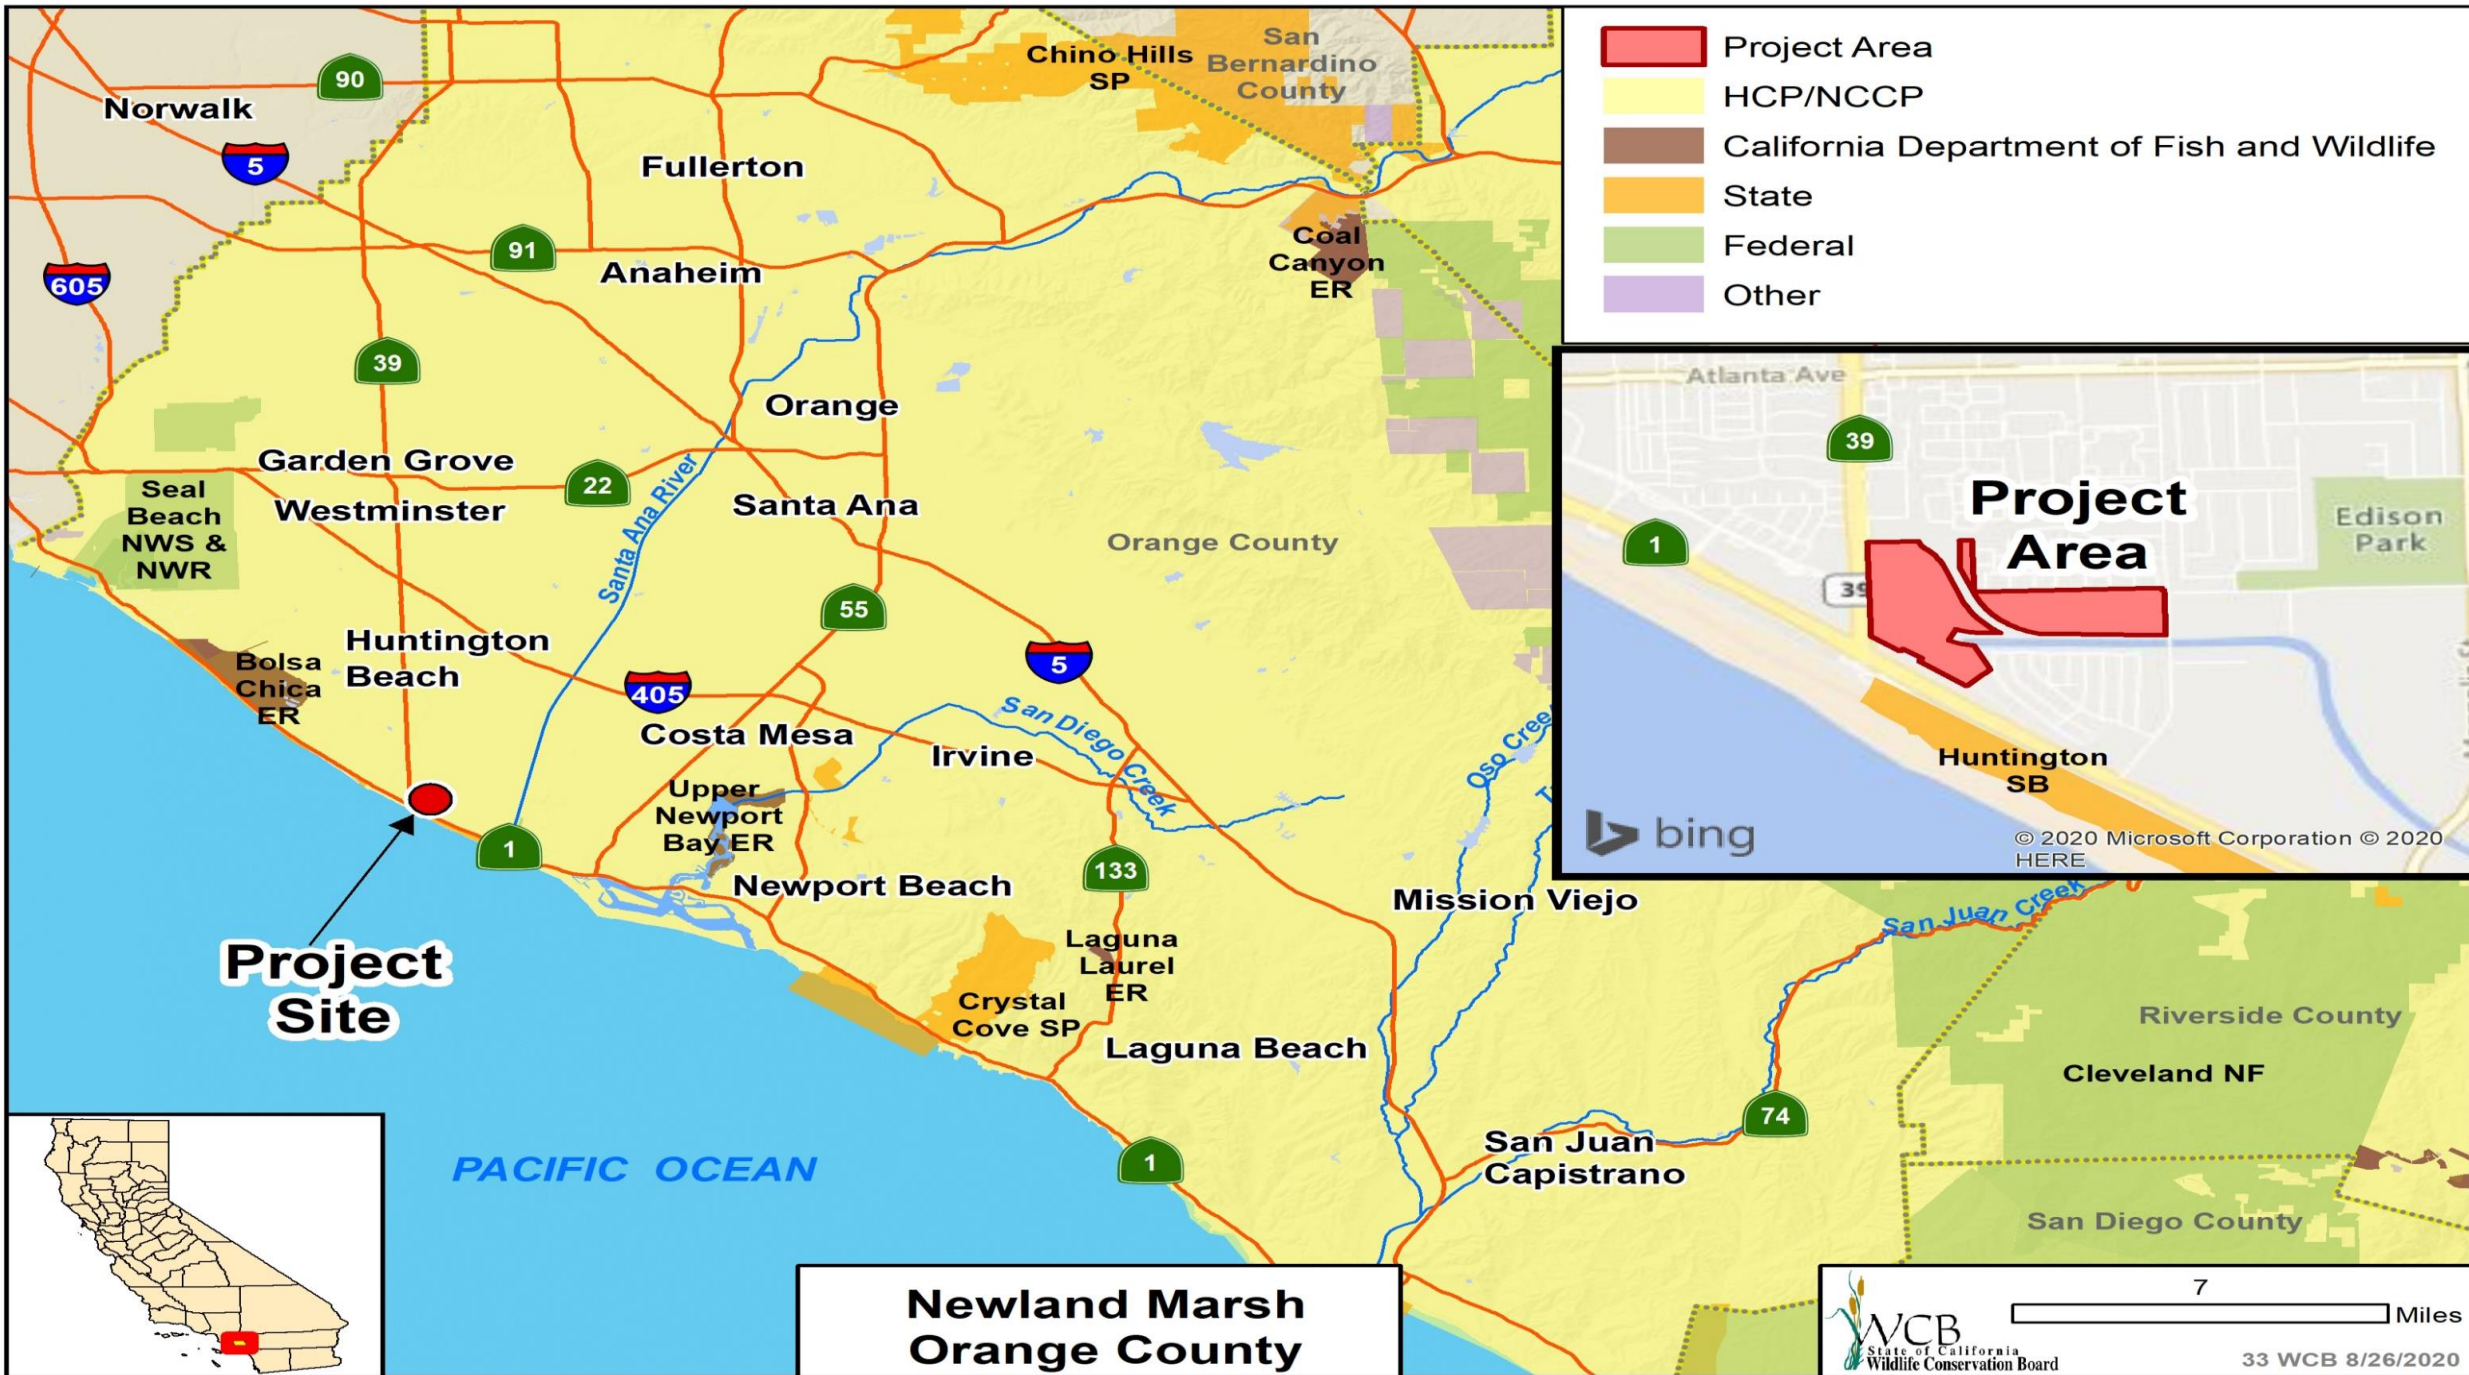 90
Norwalk
5
605
91
39
Fullerton
Anaheim
Chino Hills
SP
San
Bernardino
County
Coal
Canyon
ER
Orange
Garden Grove
22
Westminster
Seal
Beach
NWS &
NWR
Santa Ana River
Santa Ana
Orange County
55
5
Huntington
Beach
Bolsa
Chica
ER
405
Costa Mesa
San Diego Creek
Irvine
Upper
Newport
Bay ER
1
Newport Beach
133
Oso Creek
Mission Viejo
Project
Site
Laguna
Laurel
ER
Crystal
Cove SP
Laguna Beach
San Juan Creek
Riverside County
Cleveland NF
74
San Juan
Capistrano
San Diego County
1
PACIFIC OCEAN
Project Area
HCP/NCCP
California Department of Fish and Wildlife
State
Federal
Other
Atlanta Ave
39
1
39
Project
Area
Edison
Park
Huntington
SB
bing
© 2020 Microsoft Corporation © 2020
HERE
Newland Marsh
Orange County
WCB
State of California
Wildlife Conservation Board
7
Miles
33 WCB 8/26/2020